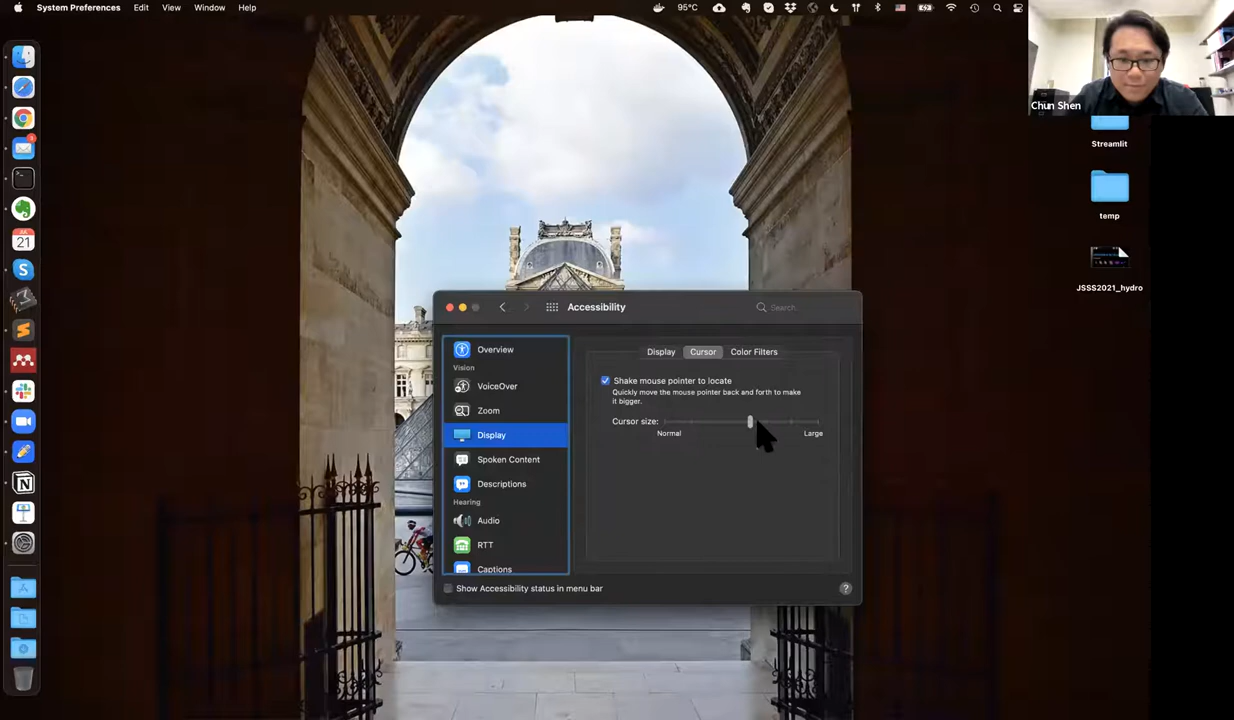 System Preferences Edit View Window Help
95°C
Chun Shen
Streamlit
temp
JSSS2021_hydro
21
Accessibility
Search
Overview
Vision
VoiceOver
Zoom
Display
Spoken Content
Descriptions
Hearing
Audio
RTT
Captions
Display Cursor Color Filters
Shake mouse pointer to locate
Quickly move the mouse pointer back and forth to make
it bigger.
Cursor size:
Normal Large
Show Accessibility status in menu bar
?